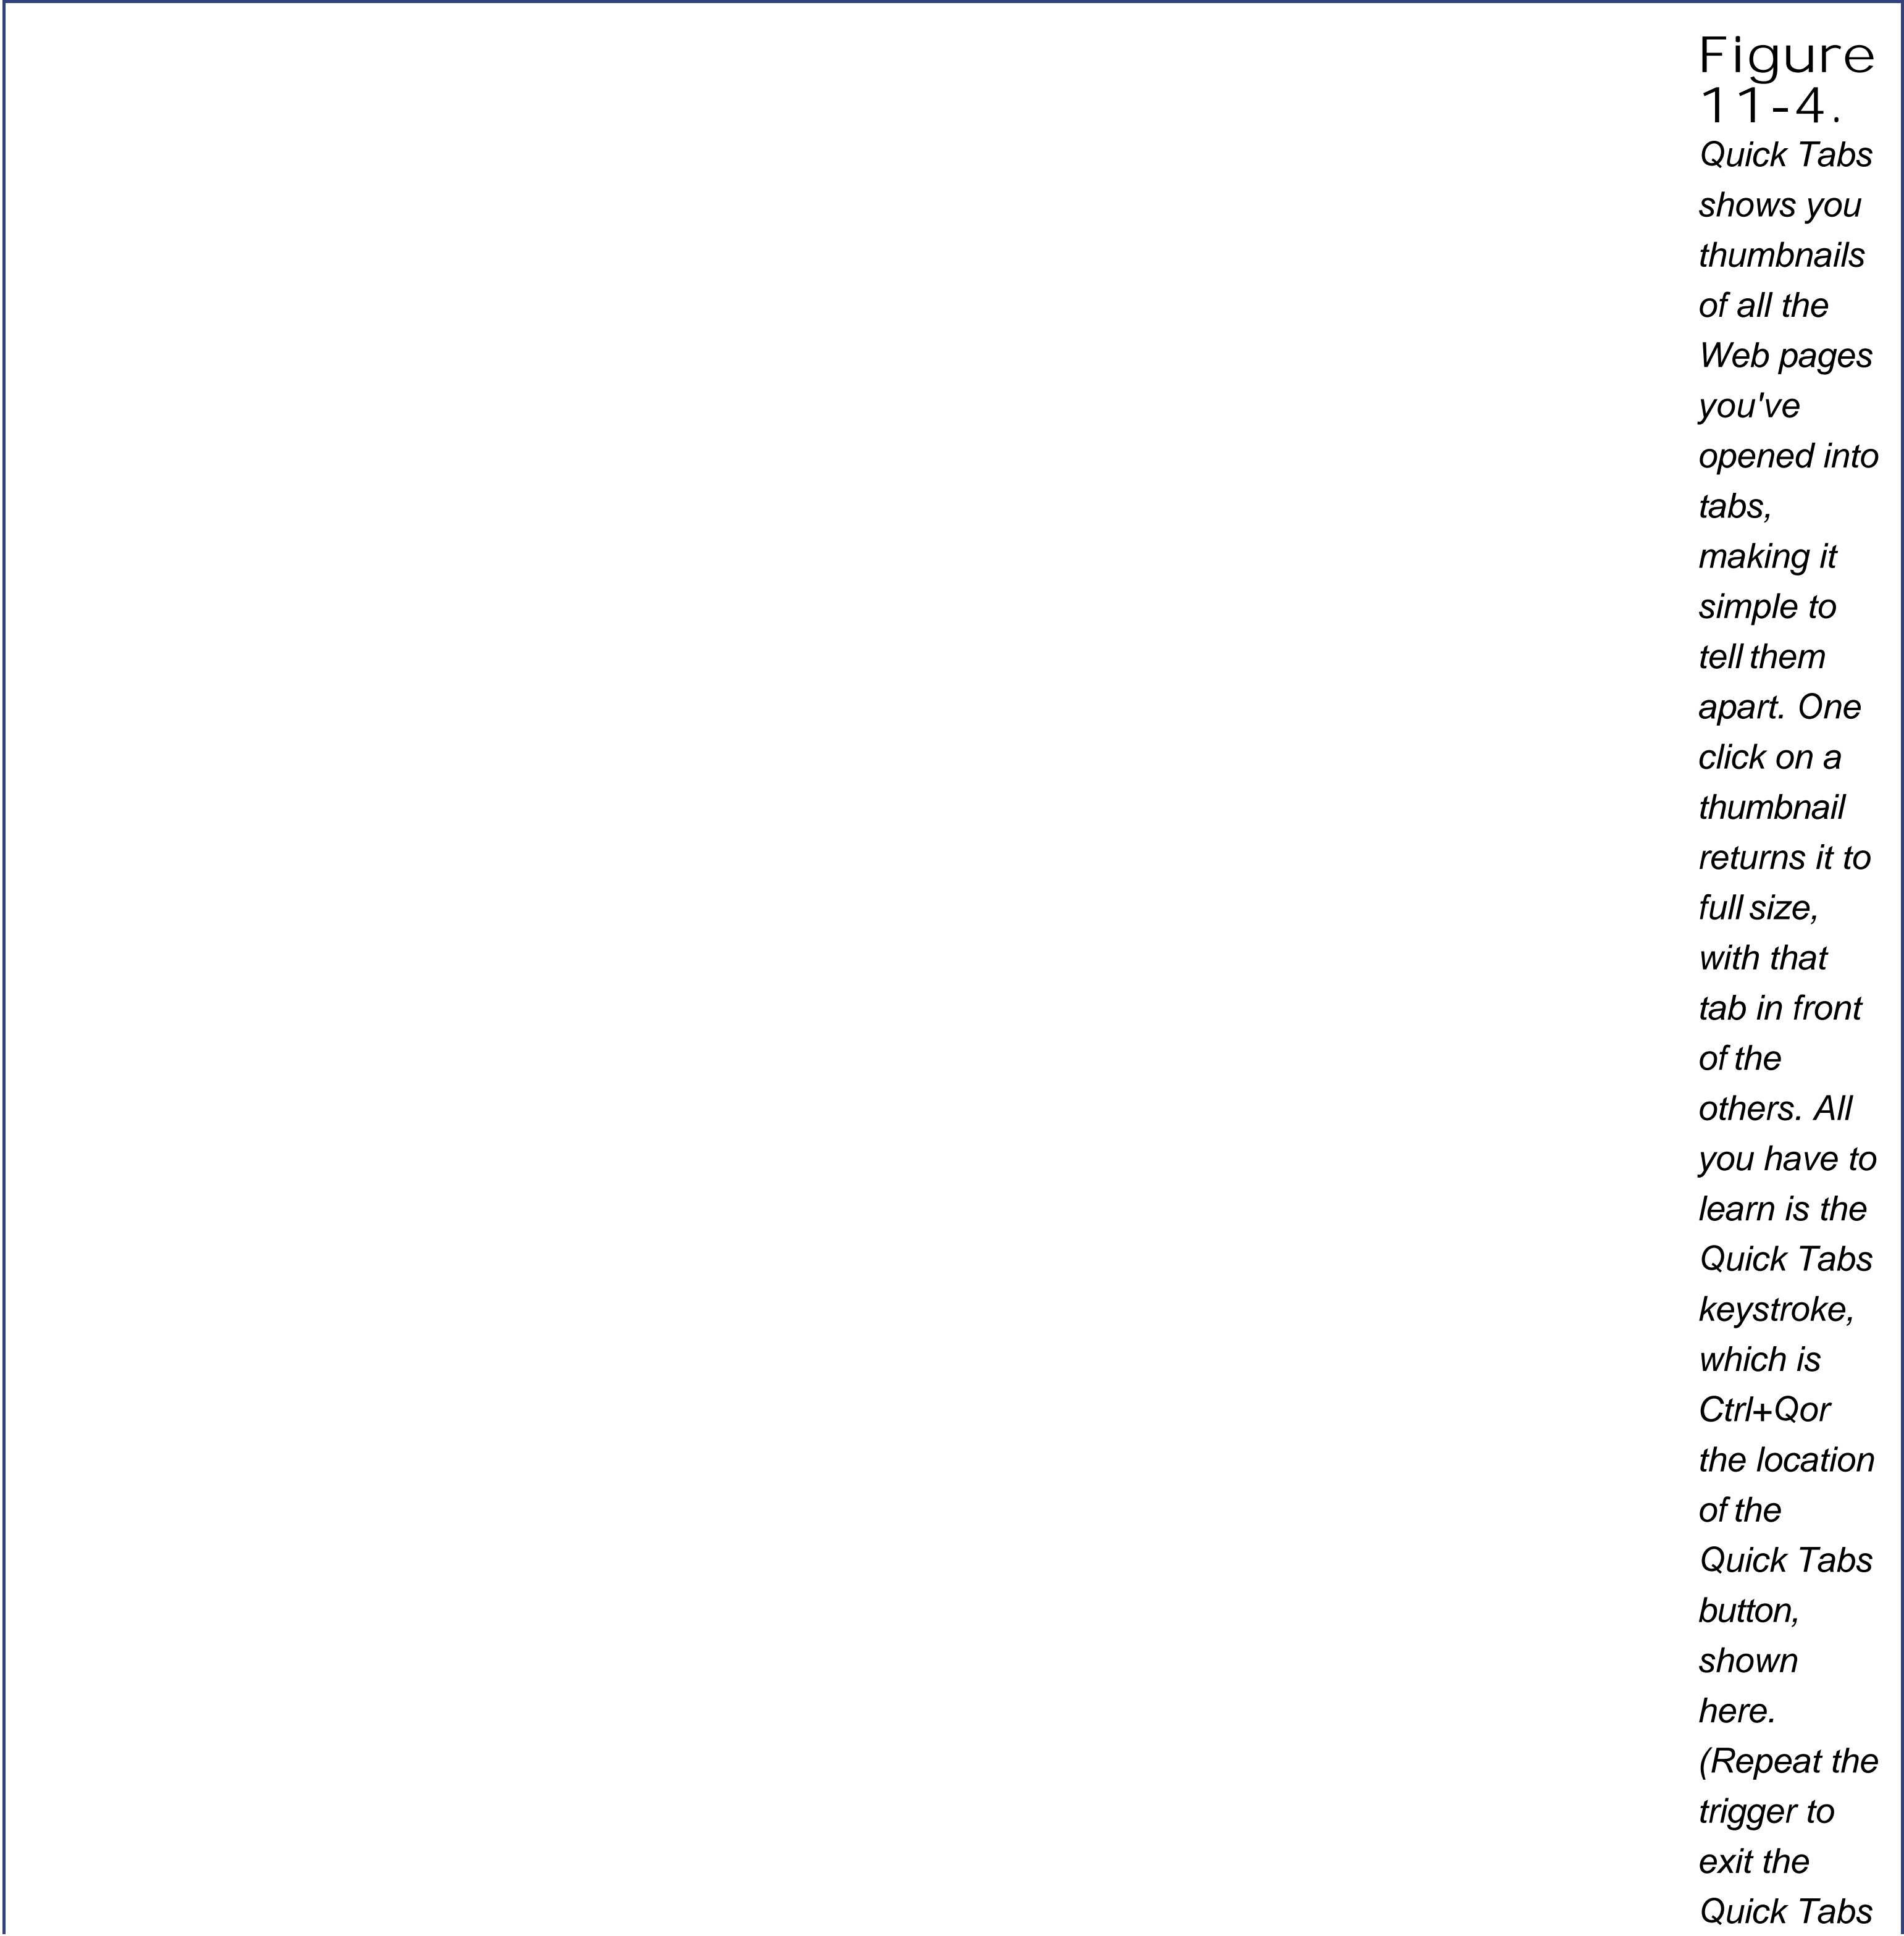 Figure
11-4.
Quick Tabs
shows you
thumbnails
of all the
Web pages
you've
opened into
tabs,
making it
simple to
tell them
apart. One
click on a
thumbnail
returns it to
full size,
with that
tab in front
of the
others. All
you have to
learn is the
Quick Tabs
keystroke,
which is
Ctrl+Qor
the location
of the
Quick Tabs
button,
shown
here.
(Repeat the
trigger to
exit the
Quick Tabs